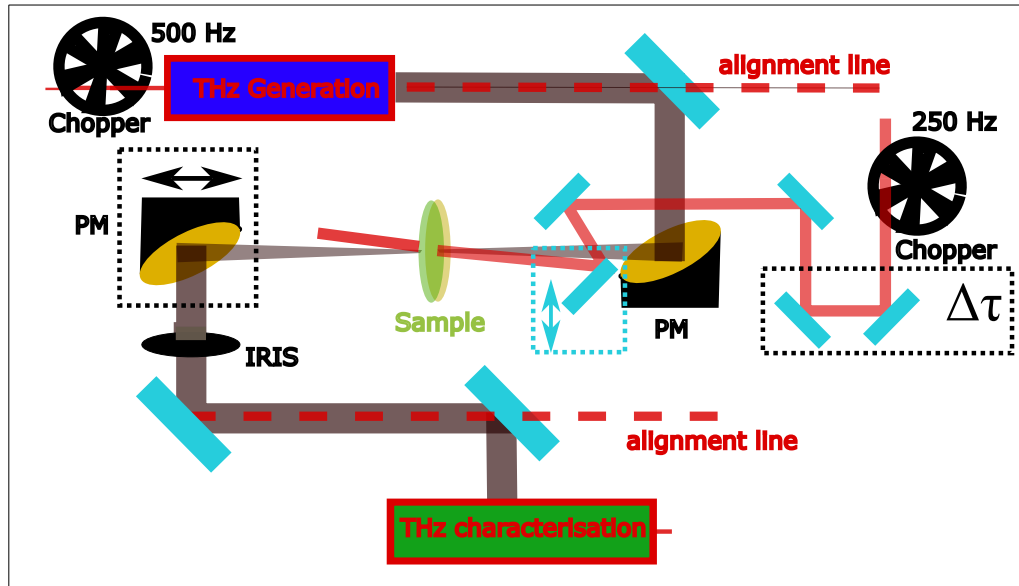 500 Hz
THz Generation
alignment line
Chopper
250 Hz
PM
Chopper
Sample
Δτ
PM
IRIS
alignment line
THz characterisation